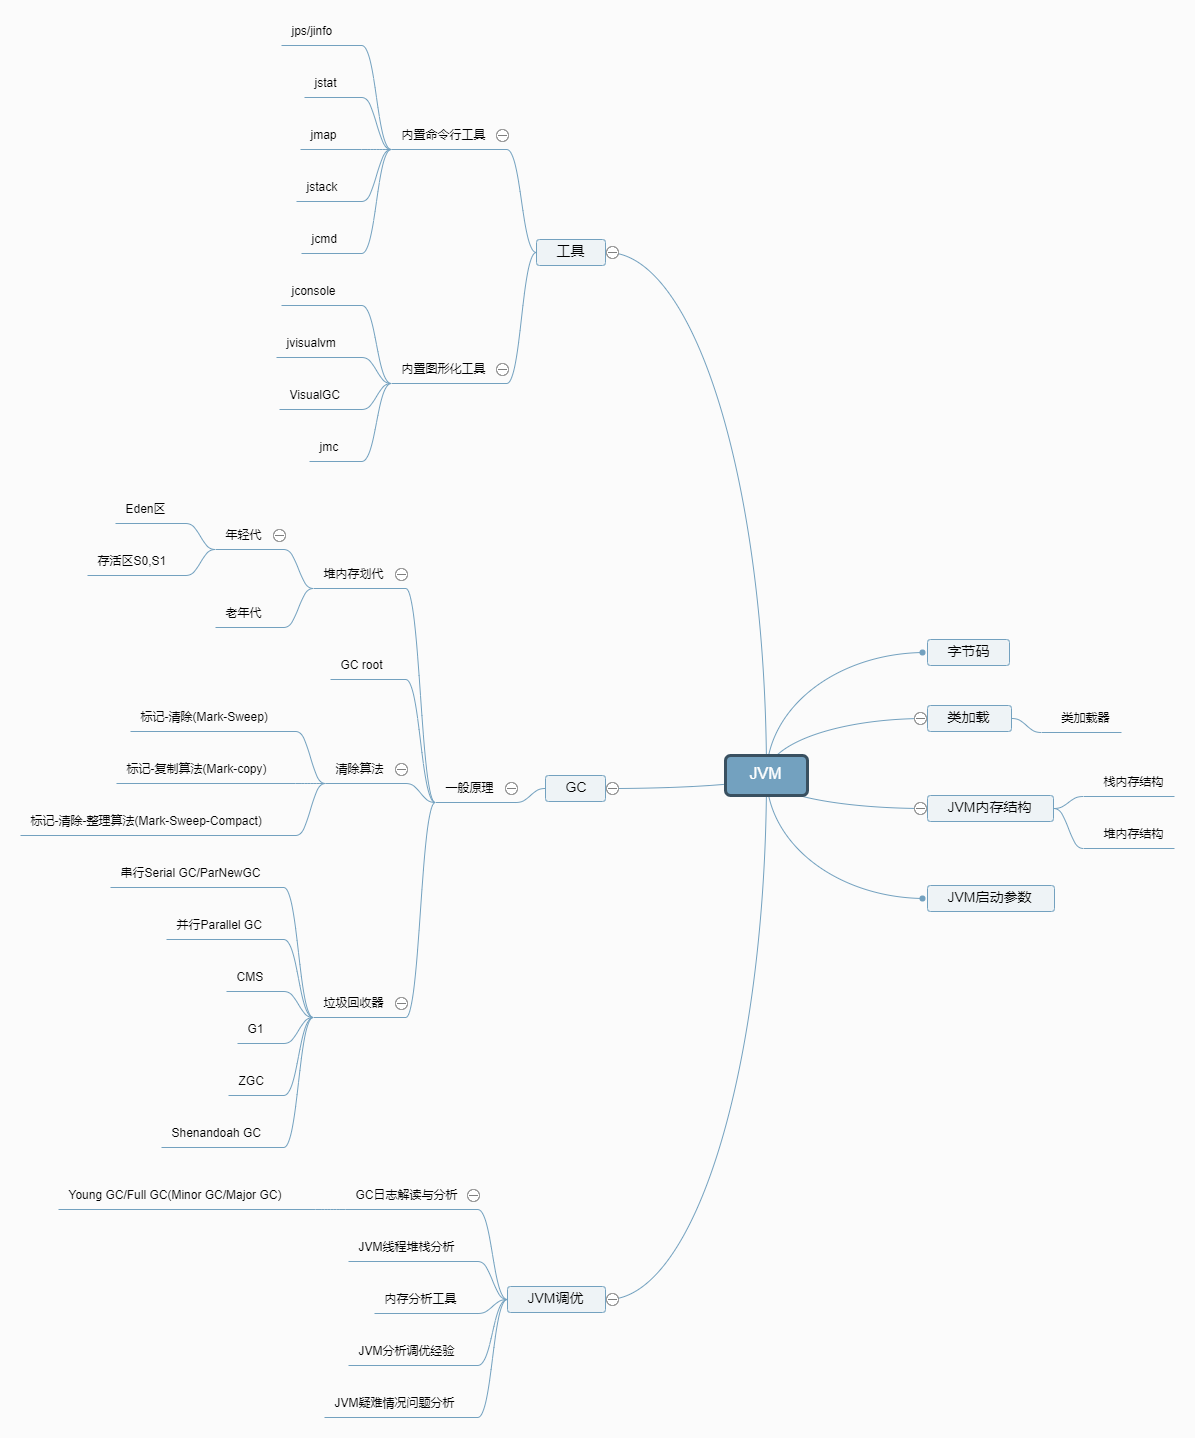 jps/jinfo
jstat
内置命令行工具
jmap
jstack
jcmd
工具
jconsole
jvisualvm
内置图形化工具
VisualGC
jmc
Eden区
年轻代
存活区S0,S1
堆内存划代
老年代
GC root
标记-清除(Mark-Sweep)
清除算法
标记-复制算法(Mark-copy)
标记-清除-整理算法(Mark-Sweep-Compact)
一般原理
GC
串行Serial GC/ParNewGC
并行Parallel GC
CMS
垃圾回收器
G1
ZGC
Shenandoah GC
Young GC/Full GC(Minor GC/Major GC)
GC日志解读与分析
JVM线程堆栈分析
内存分析工具
JVM调优
JVM分析调优经验
JVM疑难情况问题分析
JVM
字节码
类加载
类加载器
JVM内存结构
栈内存结构
堆内存结构
JVM启动参数